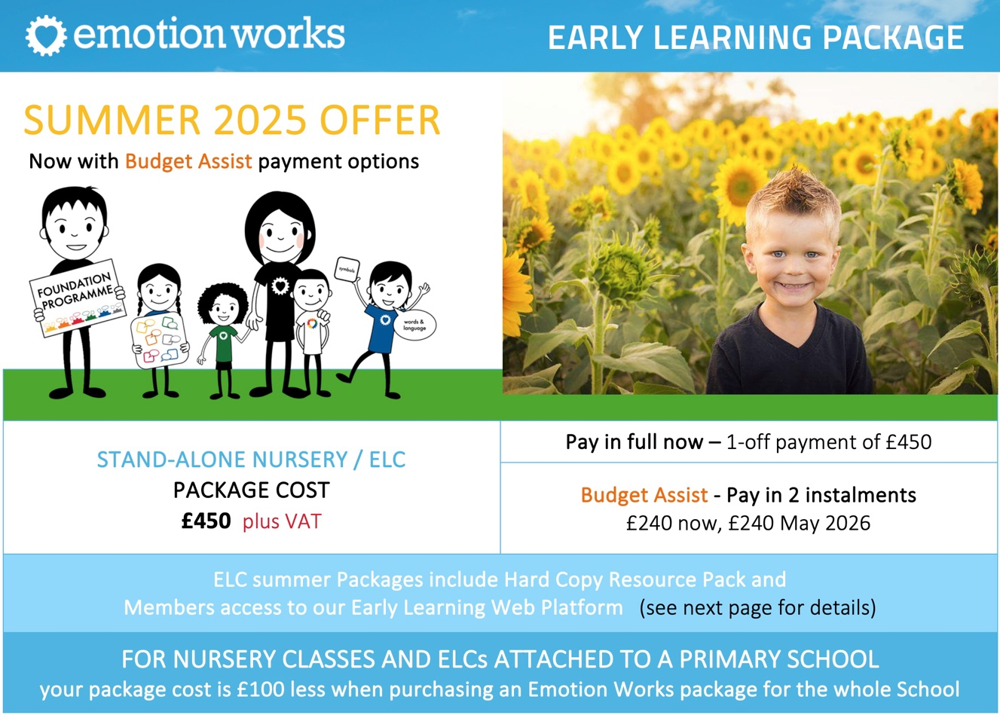 emotion works
EARLY LEARNING PACKAGE
SUMMER 2025 OFFER
Now with Budget Assist payment options
FOUNDATION
PROGRAMME
symbols
words &
language
STAND-ALONE NURSERY / ELC
PACKAGE COST
£450 plus VAT
Pay in full now – 1-off payment of £450
Budget Assist - Pay in 2 instalments
£240 now, £240 May 2026
ELC summer Packages include Hard Copy Resource Pack and
Members access to our Early Learning Web Platform (see next page for details)
FOR NURSERY CLASSES AND ELCs ATTACHED TO A PRIMARY SCHOOL
your package cost is £100 less when purchasing an Emotion Works package for the whole School